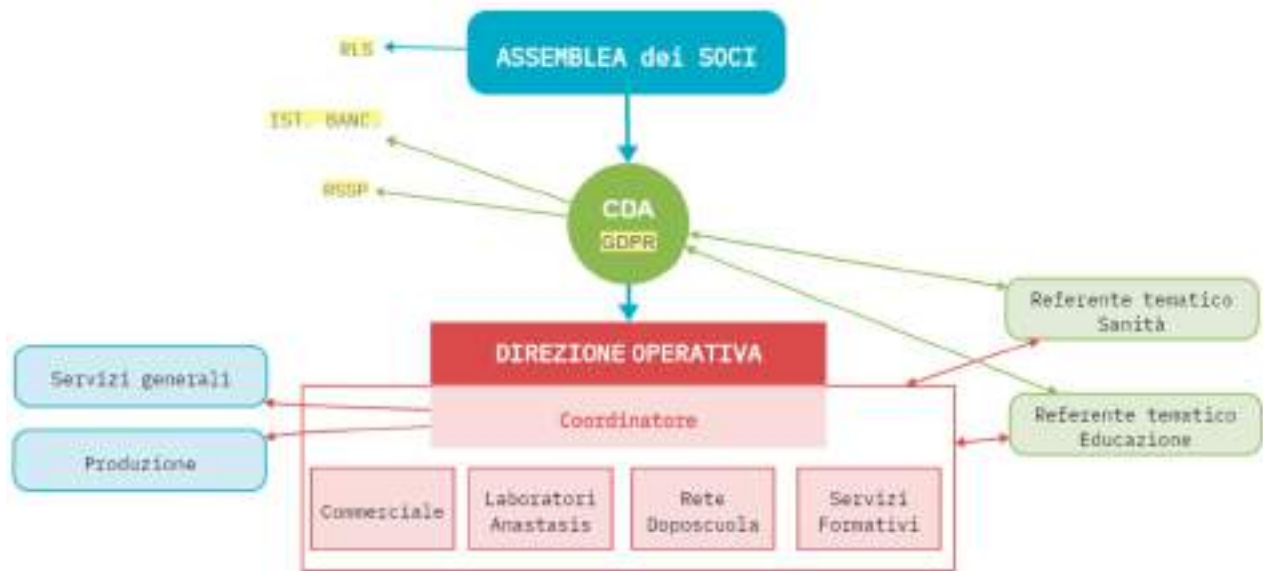 ASSEMBLEA dei SOCI
RLS
IST. BANC.
RSSP
CDA
GDPR
Referente tematico
Sanità
DIREZIONE OPERATIVA
Servizi generali
Coordinatore
Referente tematico
Educazione
Produzione
Commerciale
Laboratori
Anastasis
Rete
Doposcuola
Servizi
Formativi